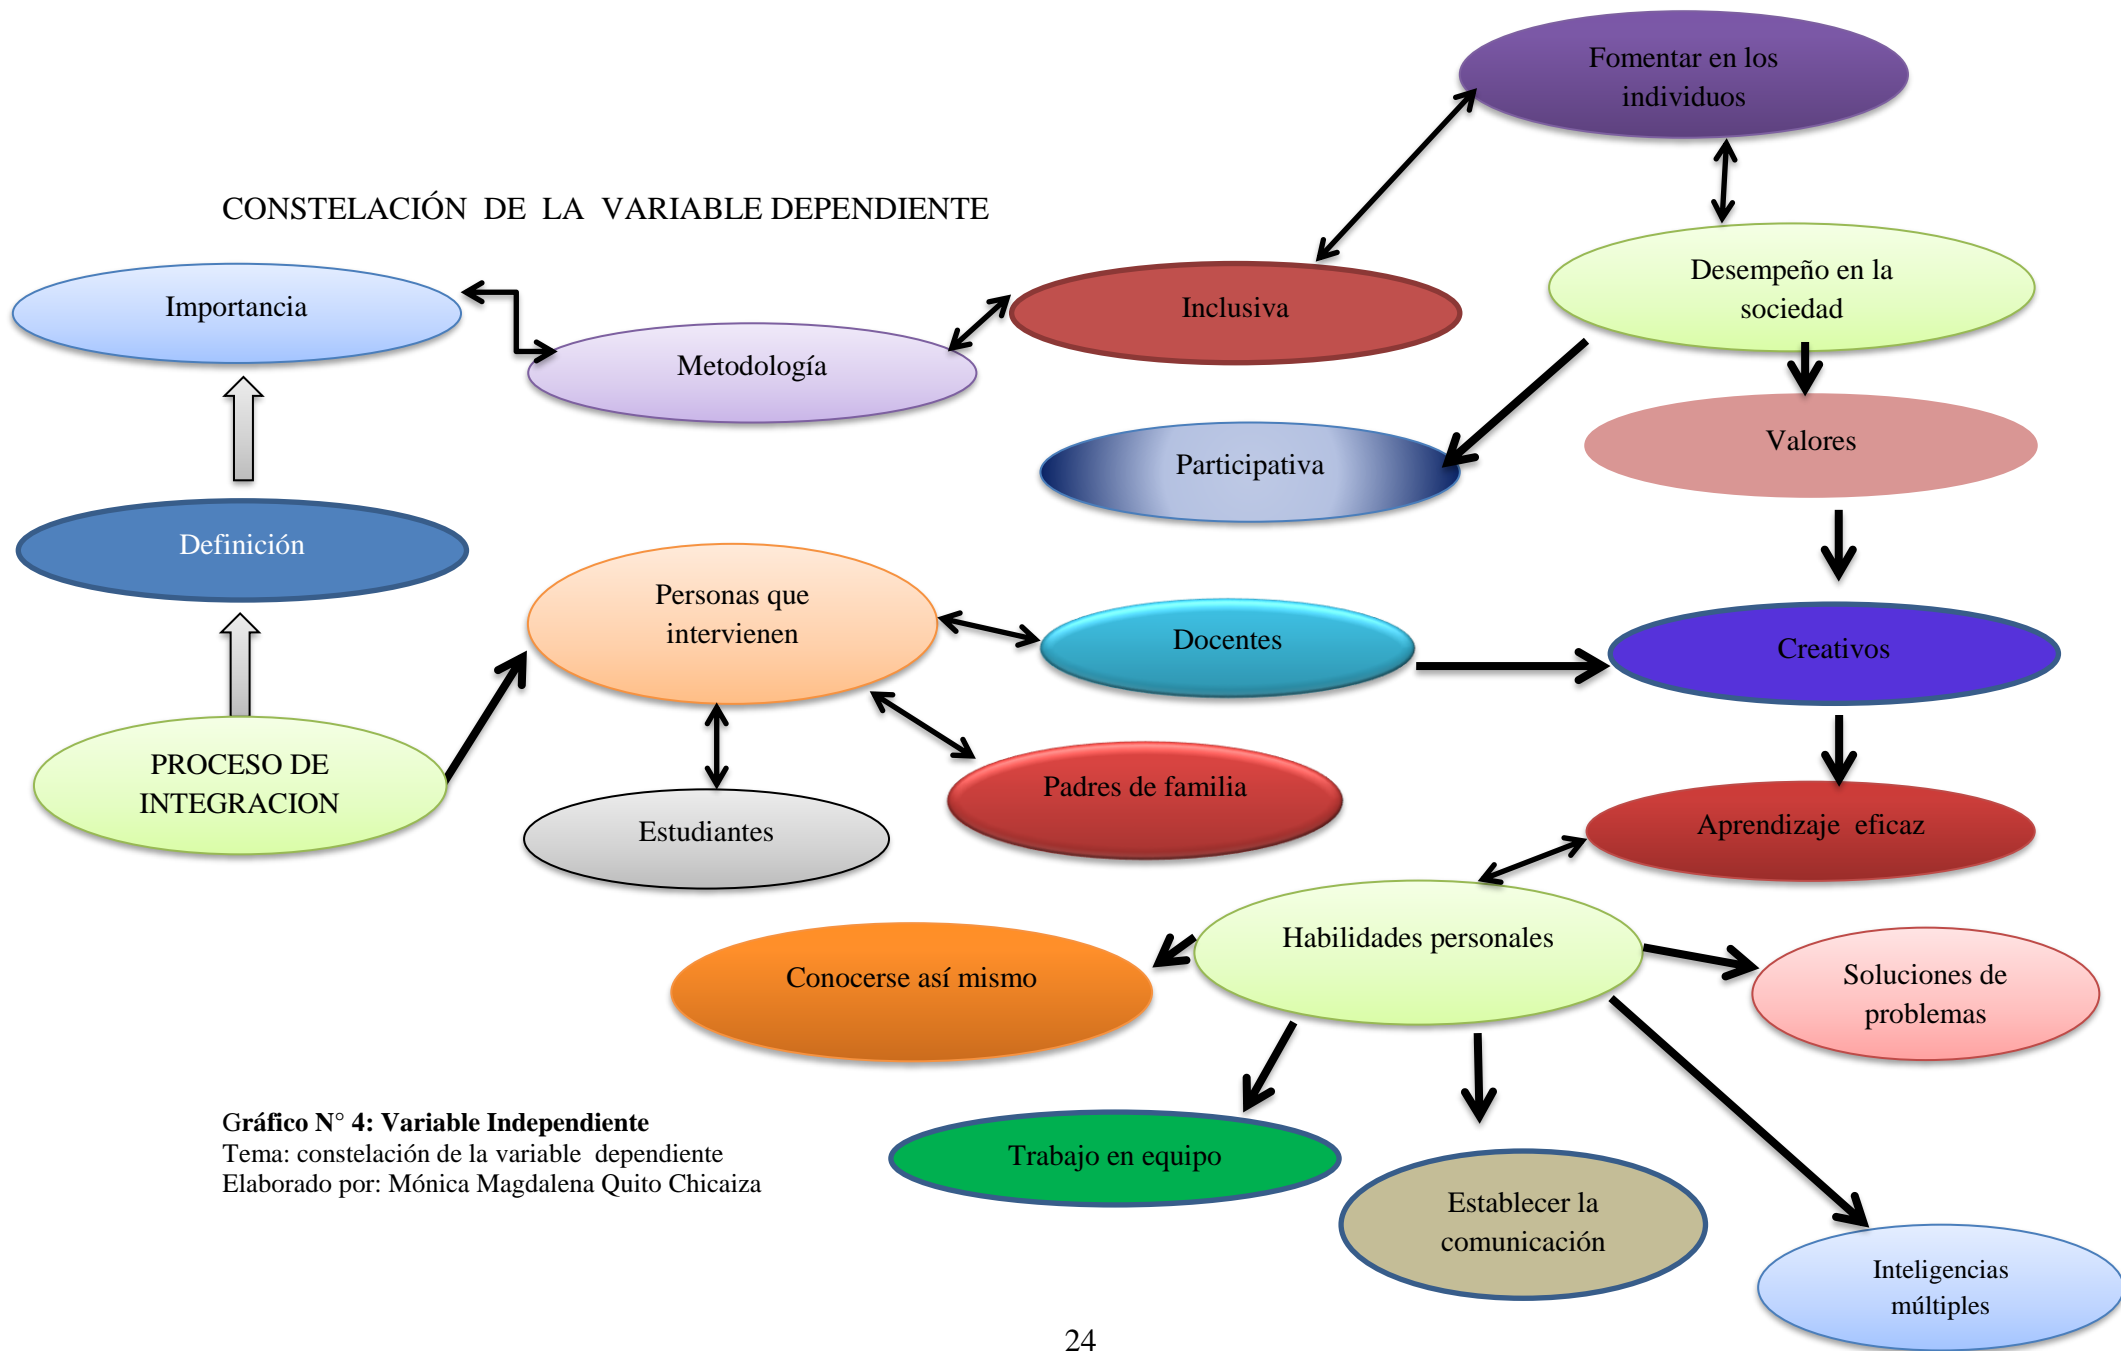 Fomentar en los
individuos
CONSTELACIÓN DE LA VARIABLE DEPENDIENTE
Importancia
Metodología
Inclusiva
Desempeño en la
sociedad
Participativa
Valores
Definición
Personas que
intervienen
Docentes
Creativos
PROCESO DE
INTEGRACION
Estudiantes
Padres de familia
Aprendizaje eficaz
Habilidades personales
Conocerse así mismo
Soluciones de
problemas
Trabajo en equipo
Establecer la
comunicación
Inteligencias
múltiples
Gráfico N° 4: Variable Independiente
Tema: constelación de la variable dependiente
Elaborado por: Mónica Magdalena Quito Chicaiza
24